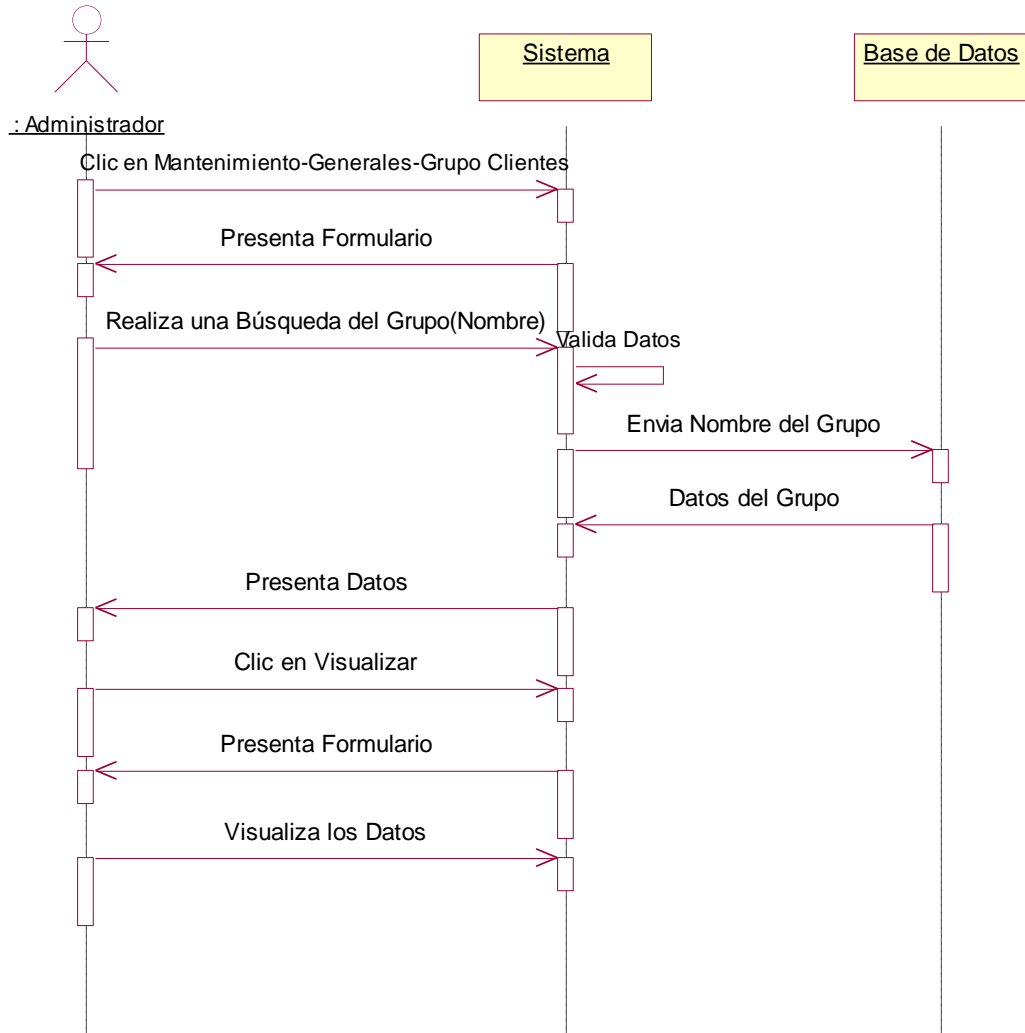 Sistema
Base de Datos
: Administrador
Clic en Mantenimiento-Generales-Grupo Clientes
Presenta Formulario
Realiza una Búsqueda del Grupo(Nombre)
Valida Datos
Envia Nombre del Grupo
Datos del Grupo
Presenta Datos
Clic en Visualizar
Presenta Formulario
Visualiza los Datos